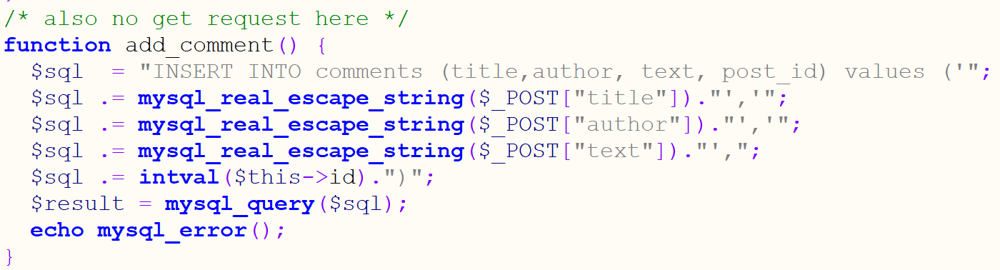 /* also no get request here */
function add_comment() {
  $sql  = "INSERT INTO comments (title,author, text, post_id) values ('";
  $sql .= mysql_real_escape_string($_POST["title"])."','";
  $sql .= mysql_real_escape_string($_POST["author"])."','";
  $sql .= mysql_real_escape_string($_POST["text"])."',";
  $sql .= intval($this->id).")";
  $result = mysql_query($sql);
  echo mysql_error();
}